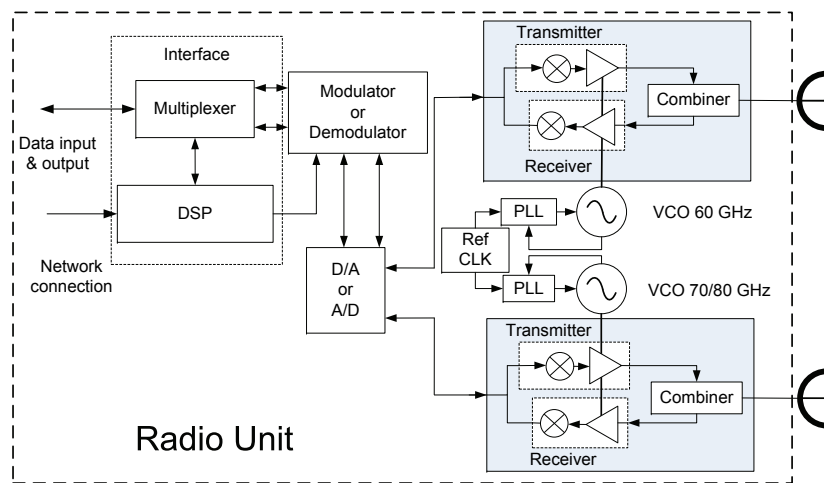 Interface
Multiplexer
Data input
& output
DSP
Network
connection
Modulator
or
Demodulator
D/A
or
A/D
Transmitter
Combiner
Receiver
PLL
VCO 60 GHz
Ref
CLK
PLL
VCO 70/80 GHz
Transmitter
Combiner
Receiver
Radio Unit